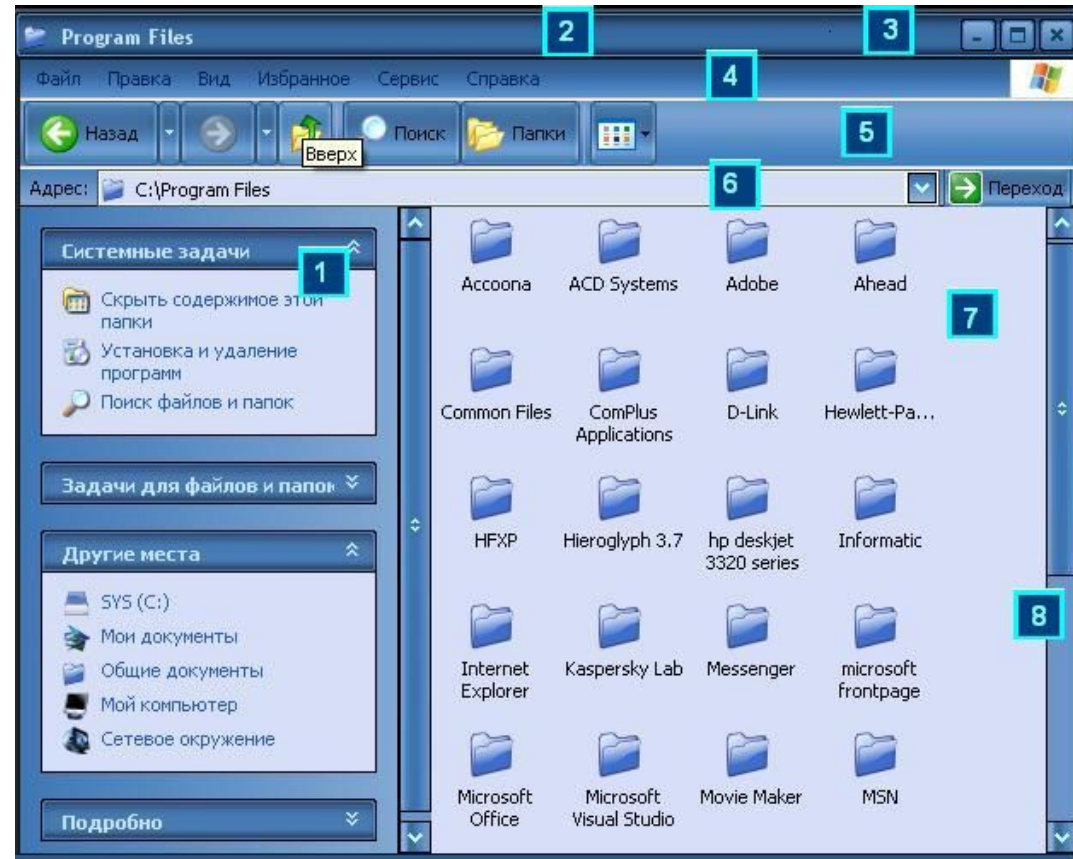 Program Files
2
3
Файл Правка Вид Избранное Сервис Справка
4
Назад
Поиск
Папки
5
Вверх
Адрес: C:\Program Files
6
Переход
Системные задачи
1
Скрыть содержимое этой
папки
Установка и удаление
программ
Поиск файлов и папок
Задачи для файлов и папок
Другие места
SYS (C:)
Мои документы
Общие документы
Мой компьютер
Сетевое окружение
Подробно
Accoona ACD Systems Adobe Ahead
7
Common Files ComPlus D-Link Hewlett-Pa...
Applications
HFXP Hieroglyph 3.7 hp deskjet Informatic
3320 series
8
Internet Kaspersky Lab Messenger microsoft
Explorer frontpage
Microsoft Microsoft Movie Maker MSN
Office Visual Studio